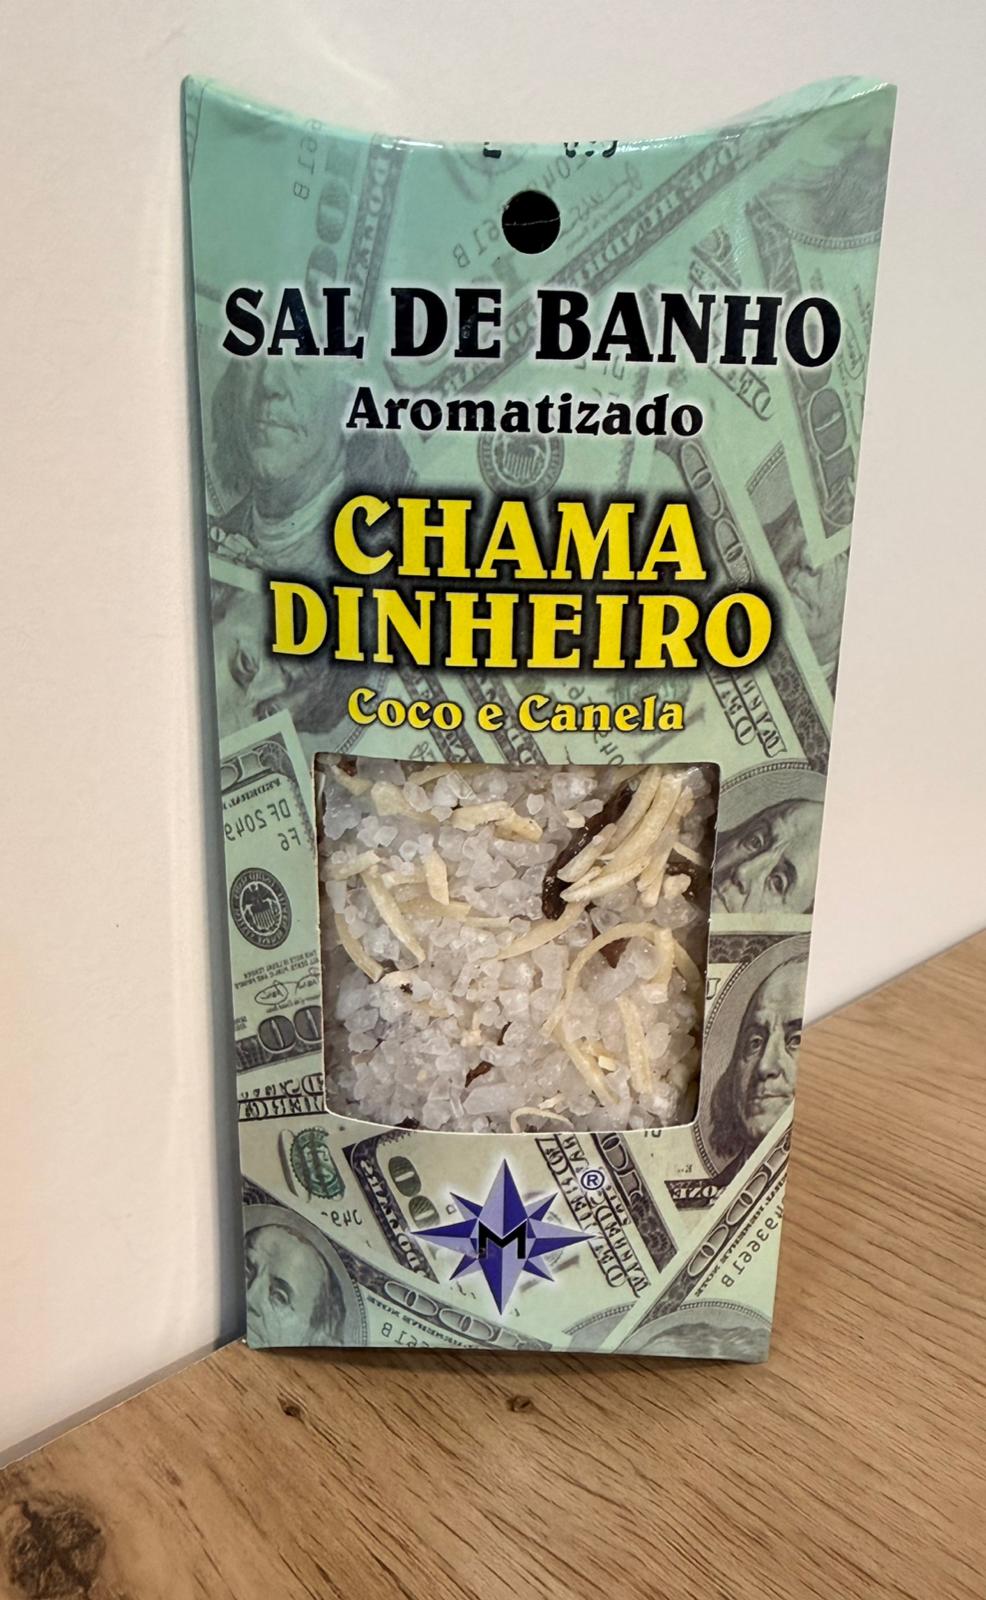 SAL DE BANHO
Aromatizado
CHAMA
DINHEIRO
Coco e Canela
®
M